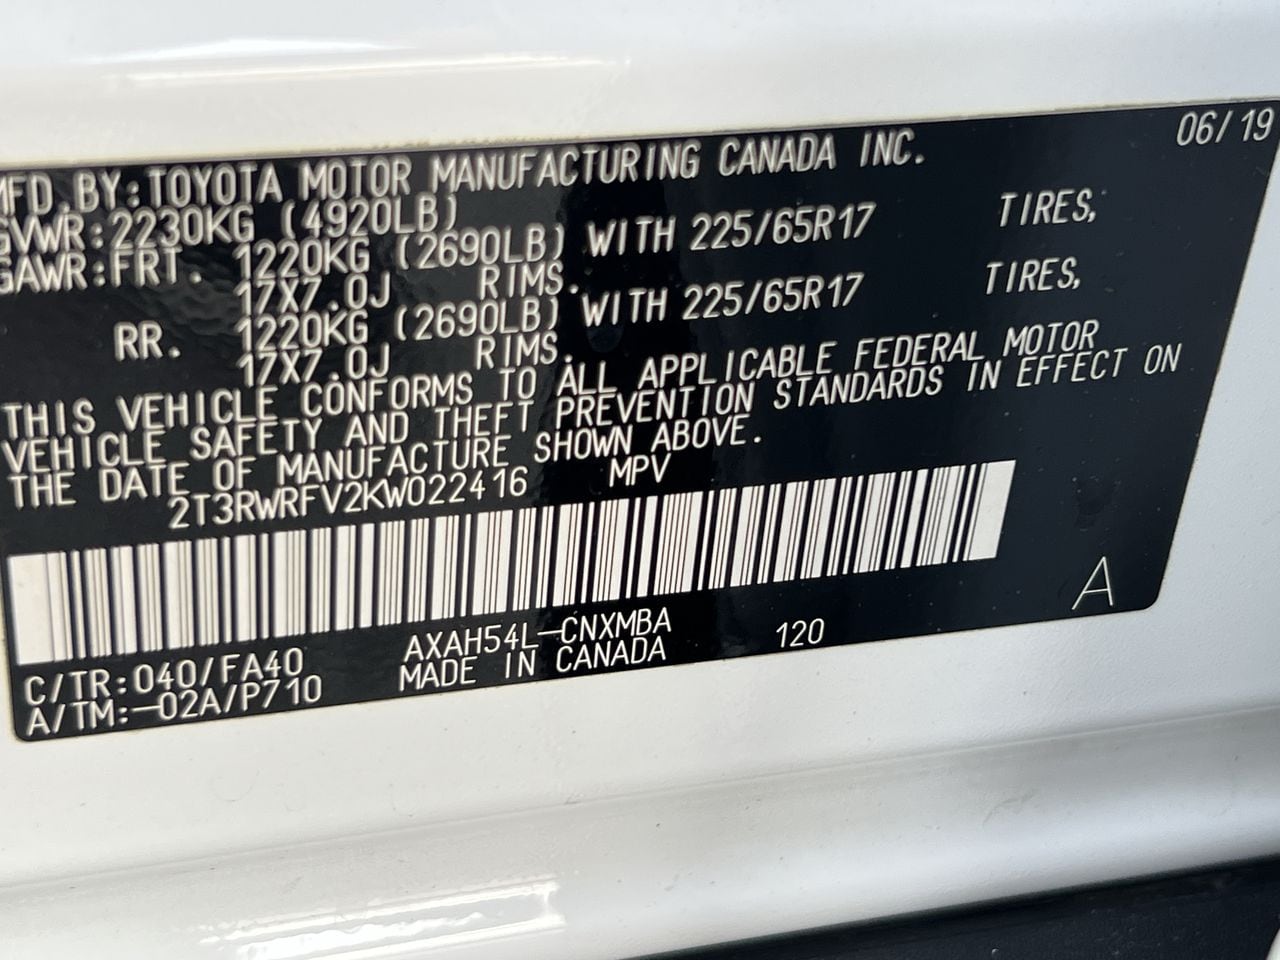 MFD.BY:TOYOTA MOTOR MANUFACTURING CANADA INC. 06/19
GVWR:2230KG (4920LB)
GAWR:FRT. 1220KG (2690LB) WITH 225/65R17 TIRES,
17X7.0J RIMS.
RR. 1220KG (2690LB) WITH 225/65R17 TIRES,
17X7.0J RIMS.
THIS VEHICLE CONFORMS TO ALL APPLICABLE FEDERAL MOTOR
VEHICLE SAFETY AND THEFT PREVENTION STANDARDS IN EFFECT ON
THE DATE OF MANUFACTURE SHOWN ABOVE.
2T3RWRFV2KW022416 MPV
A
C/TR:040/FA40 AXAH54L-CNXMBA 120
A/TM:-02A/P710 MADE IN CANADA